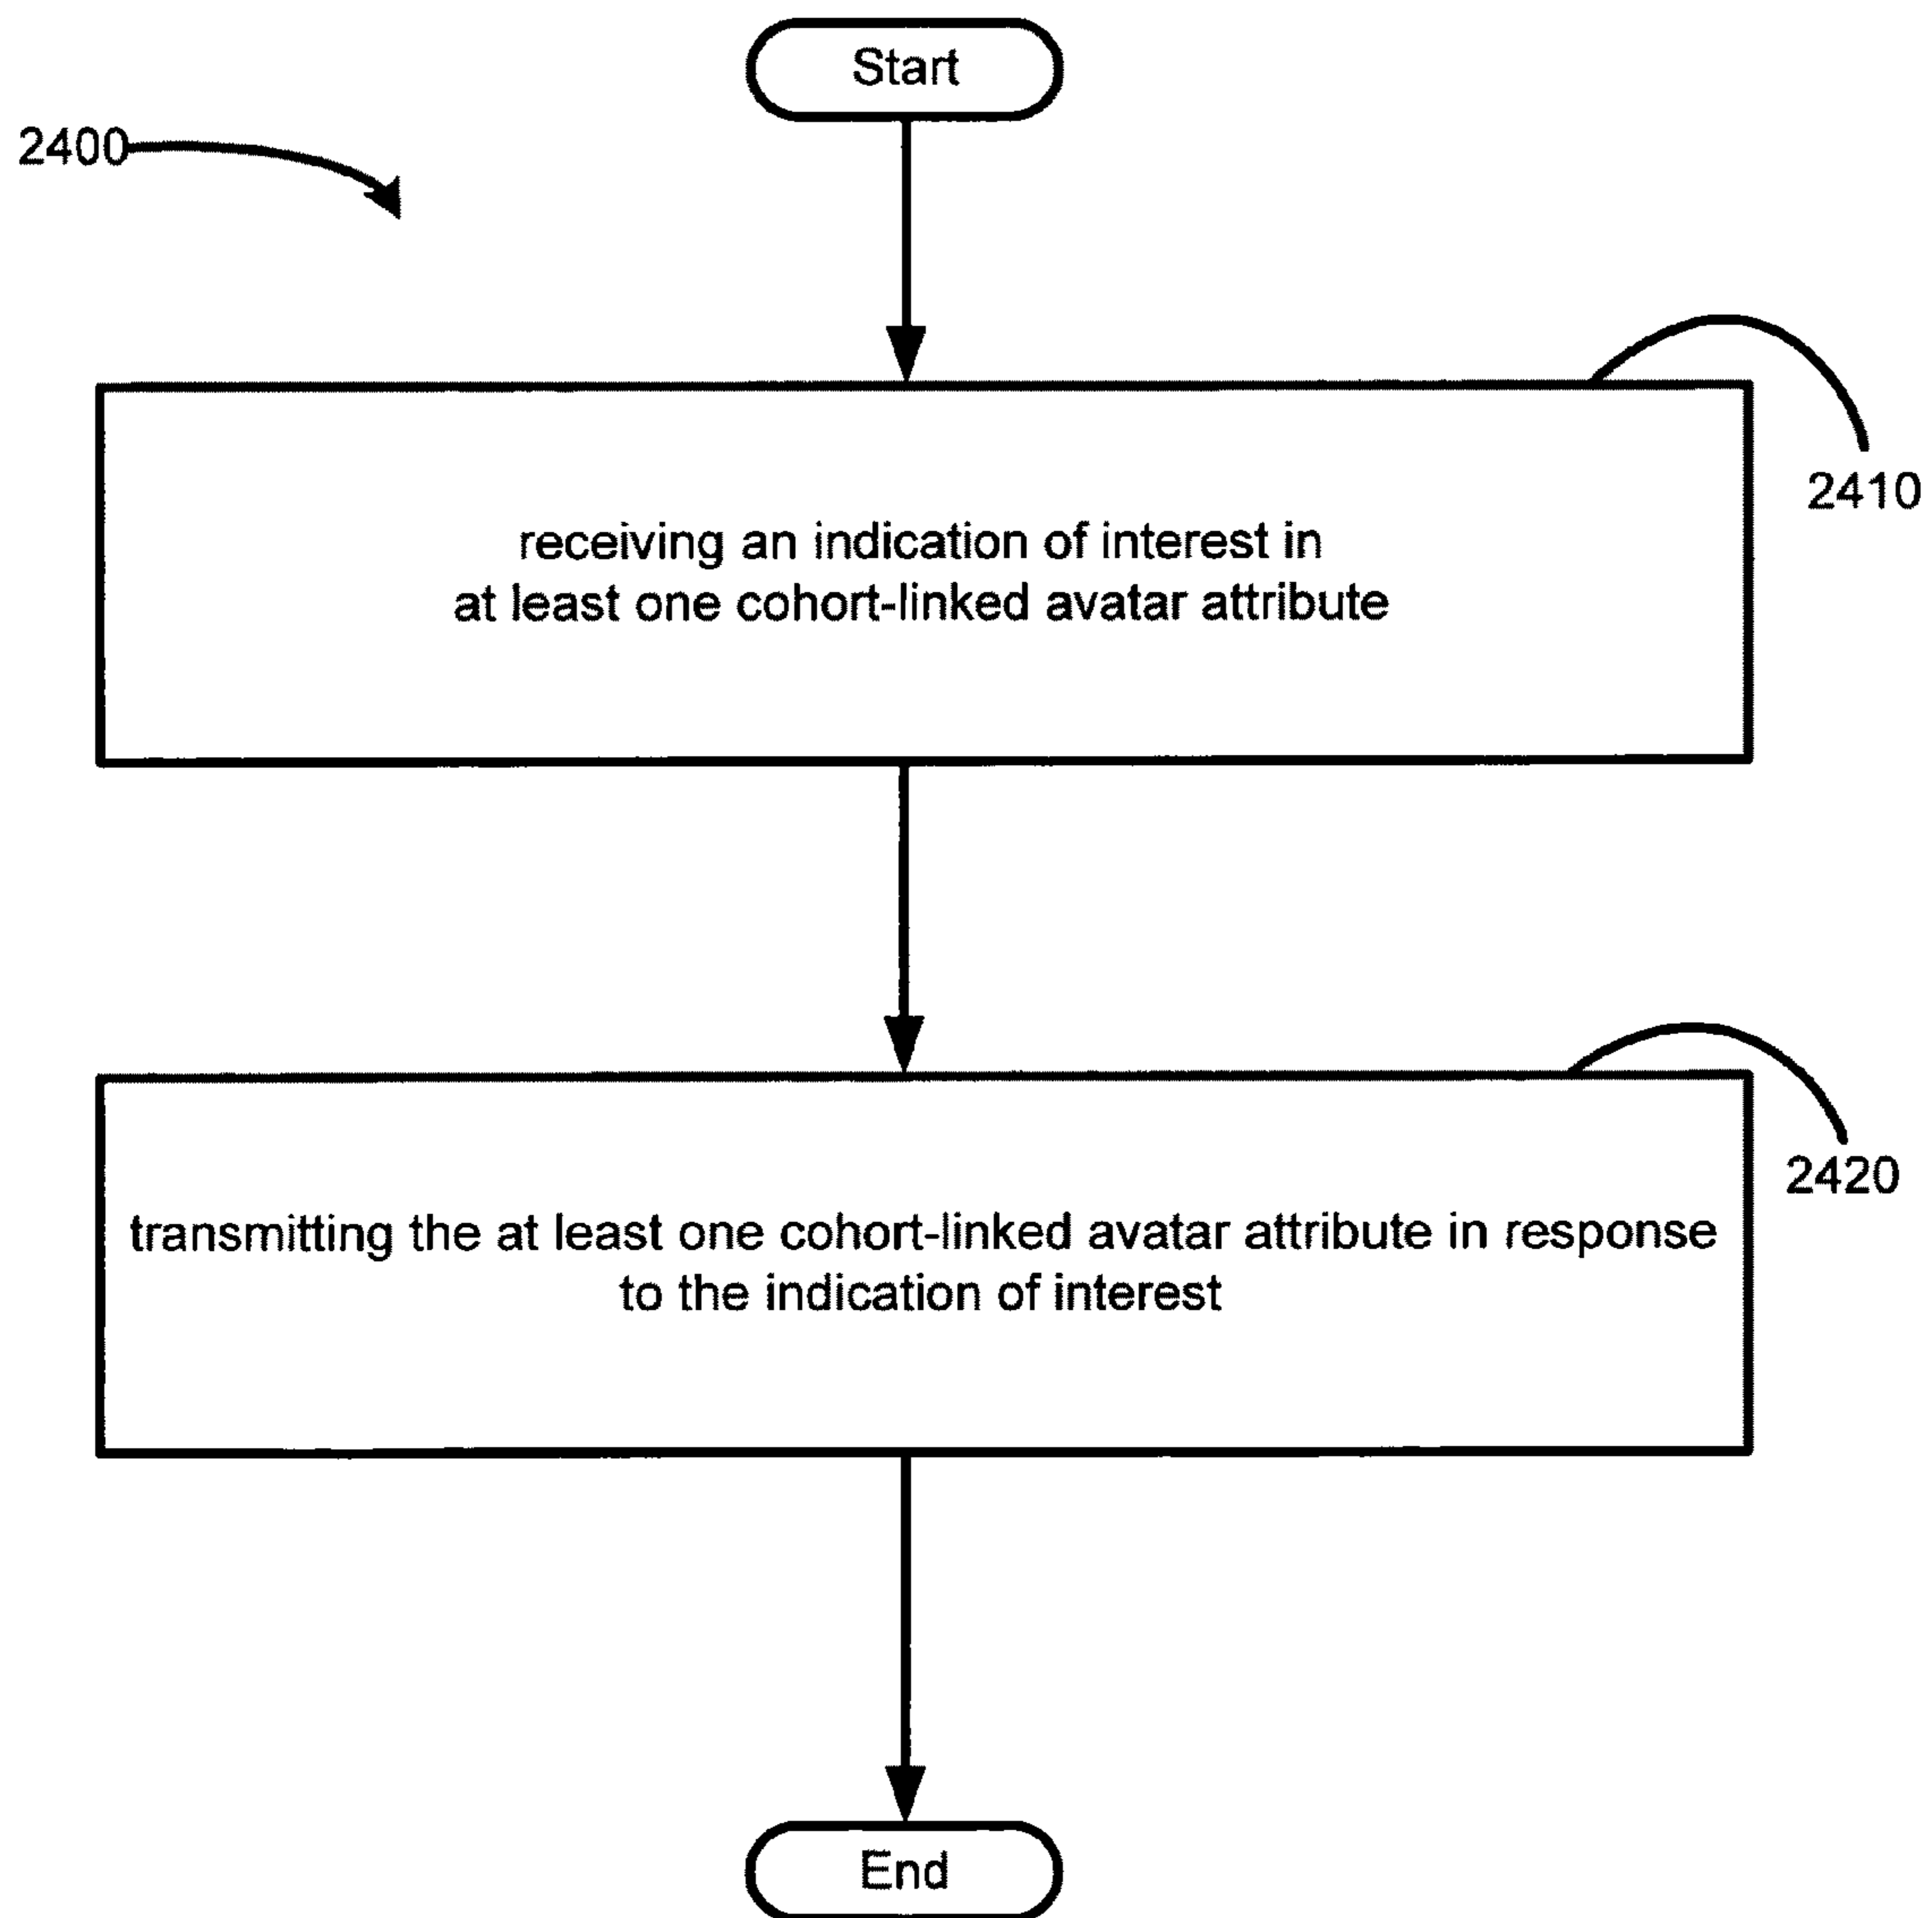 Start
2400
2410
receiving an indication of interest in
at least one cohort-linked avatar attribute
2420
transmitting the at least one cohort-linked avatar attribute in response
to the indication of interest
End